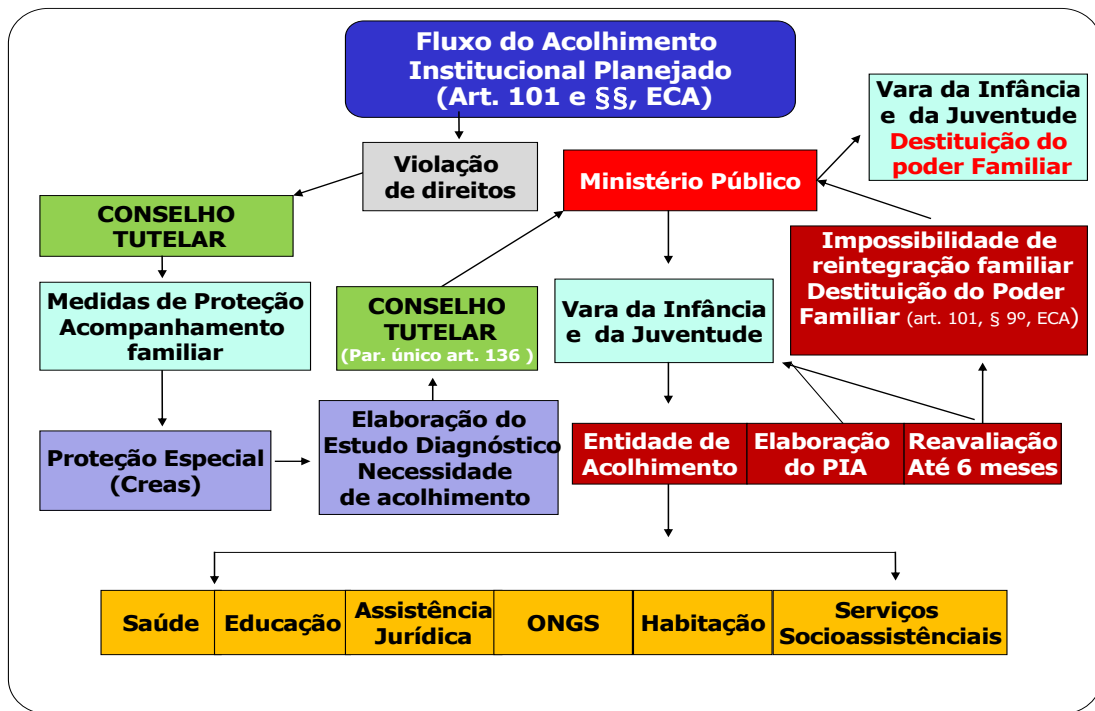 Fluxo do Acolhimento
Institucional Planejado
(Art. 101 e §§, ECA)
Vara da Infância
e  da Juventude
Destituição do
poder Familiar
Violação
de direitos
Ministério Público
CONSELHO
TUTELAR
Impossibilidade de
reintegração familiar
Destituição do Poder
Familiar (art. 101, § 9º, ECA)
Medidas de Proteção
Acompanhamento
familiar
CONSELHO
TUTELAR
(Par. único art. 136 )
Vara da Infância
e  da Juventude
Proteção Especial
(Creas)
Elaboração do
Estudo Diagnóstico
Necessidade
de acolhimento
Entidade de
Acolhimento
Elaboração
do PIA
Reavaliação
Até 6 meses
Saúde
Educação
Assistência
Jurídica
ONGS
Habitação
Serviços
Socioassistênciais